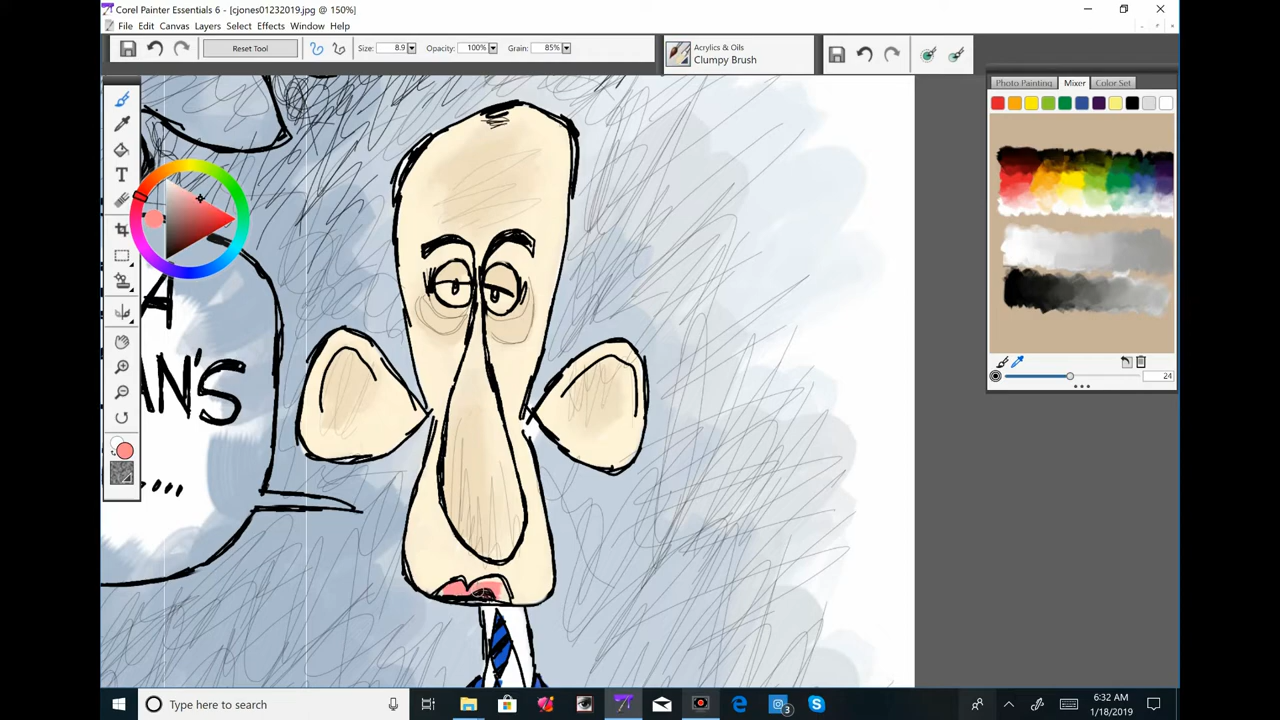 Corel Painter Essentials 6 - [cjones01232019.jpg @ 150%]
File Edit Canvas Layers Select Effects Window Help
Reset Tool Size: 8.9 Opacity: 100% Grain: 85%
Acrylics & Oils
Clumpy Brush
Photo Painting Mixer Color Set
T
A
AN'S
....
24
Type here to search
3
6:32 AM
1/18/2019